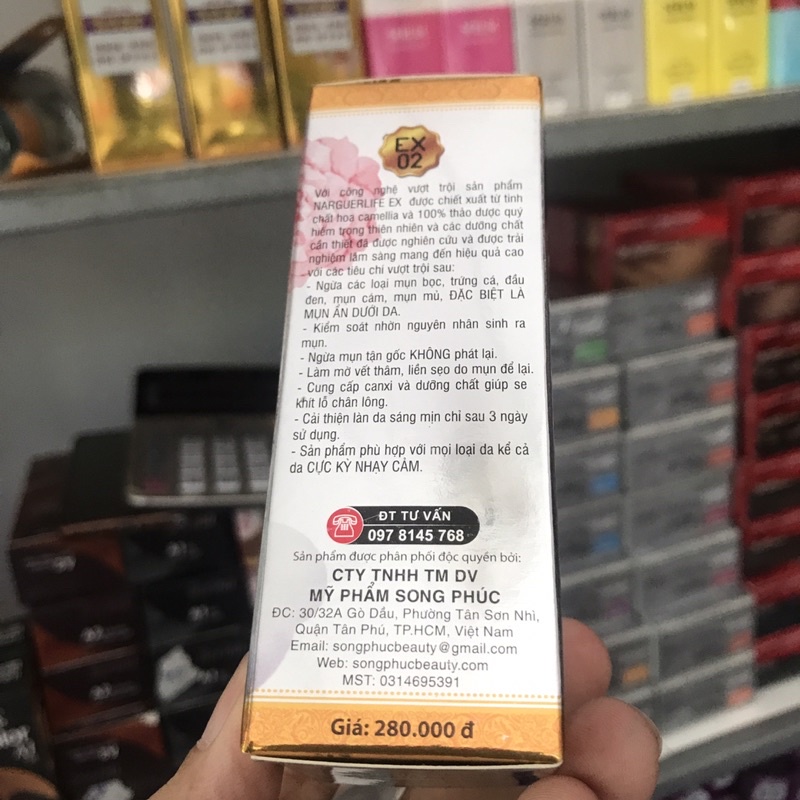 EX
02
Với công nghệ vượt trội sản phẩm
NARGUERLIFE EX được chiết xuất từ tinh
chất hoa camellia và 100% thảo dược quý
hiếm trong thiên nhiên và các dưỡng chất
cần thiết đã được nghiên cứu và được trải
nghiệm lâm sàng mang đến hiệu quả cao
với các tiêu chí vượt trội sau:
- Ngừa các loại mụn bọc, trứng cá, đầu
đen, mụn cám, mụn mủ, ĐẶC BIỆT LÀ
MỤN ẨN DƯỚI DA.
- Kiểm soát nhờn nguyên nhân sinh ra
mụn.
- Ngừa mụn tận gốc KHÔNG phát lại.
- Làm mờ vết thâm, liền sẹo do mụn để lại.
- Cung cấp canxi và dưỡng chất giúp se
khít lỗ chân lông.
- Cải thiện làn da sáng mịn chỉ sau 3 ngày
sử dụng.
- Sản phẩm phù hợp với mọi loại da kể cả
da CỰC KỲ NHẠY CẢM.
ĐT TƯ VẤN
097 8145 768
Sản phẩm được phân phối độc quyền bởi:
CTY TNHH TM DV
MỸ PHẨM SONG PHÚC
ĐC: 30/32A Gò Dầu, Phường Tân Sơn Nhì,
Quận Tân Phú, TP.HCM, Việt Nam
Email: songphucbeauty@gmail.com
Web: songphucbeauty.com
MST: 0314695391
Giá: 280.000 đ